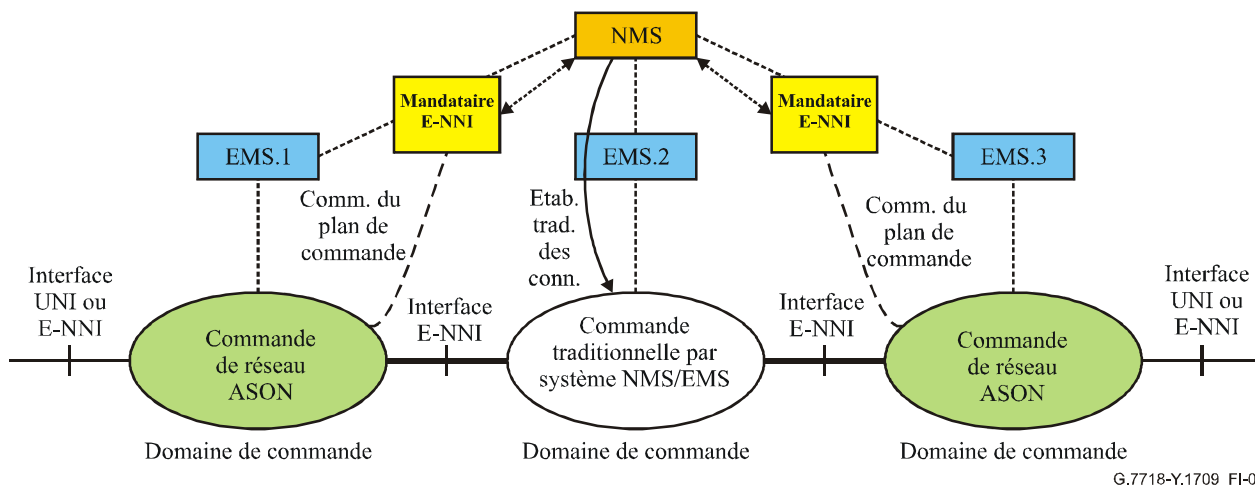 NMS
Mandataire
E-NNI
Mandataire
E-NNI
EMS.1
EMS.2
EMS.3
Comm. du
plan de
commande
Etab.
trad.
des
conn.
Comm. du
plan de
commande
Interface
UNI ou
E-NNI
Interface
E-NNI
Interface
E-NNI
Interface
UNI ou
E-NNI
Commande
de réseau
ASON
Commande
traditionnelle par
système NMS/EMS
Commande
de réseau
ASON
Domaine de commande
Domaine de commande
Domaine de commande
G.7718-Y.1709_FI-0